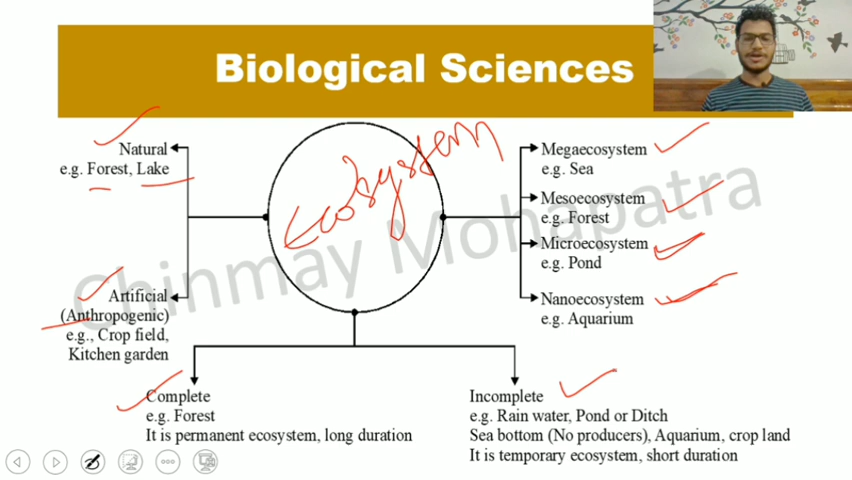 Biological Sciences
Ecosystem
Natural
e.g. Forest, Lake
Artificial
(Anthropogenic)
e.g., Crop field,
Kitchen garden
Megaecosystem
e.g. Sea
Mesoecosystem
e.g. Forest
Microecosystem
e.g. Pond
Nanoecosystem
e.g. Aquarium
Complete
e.g. Forest
It is permanent ecosystem, long duration
Incomplete
e.g. Rain water, Pond or Ditch
Sea bottom (No producers), Aquarium, crop land
It is temporary ecosystem, short duration
Chinmay Mohapatra